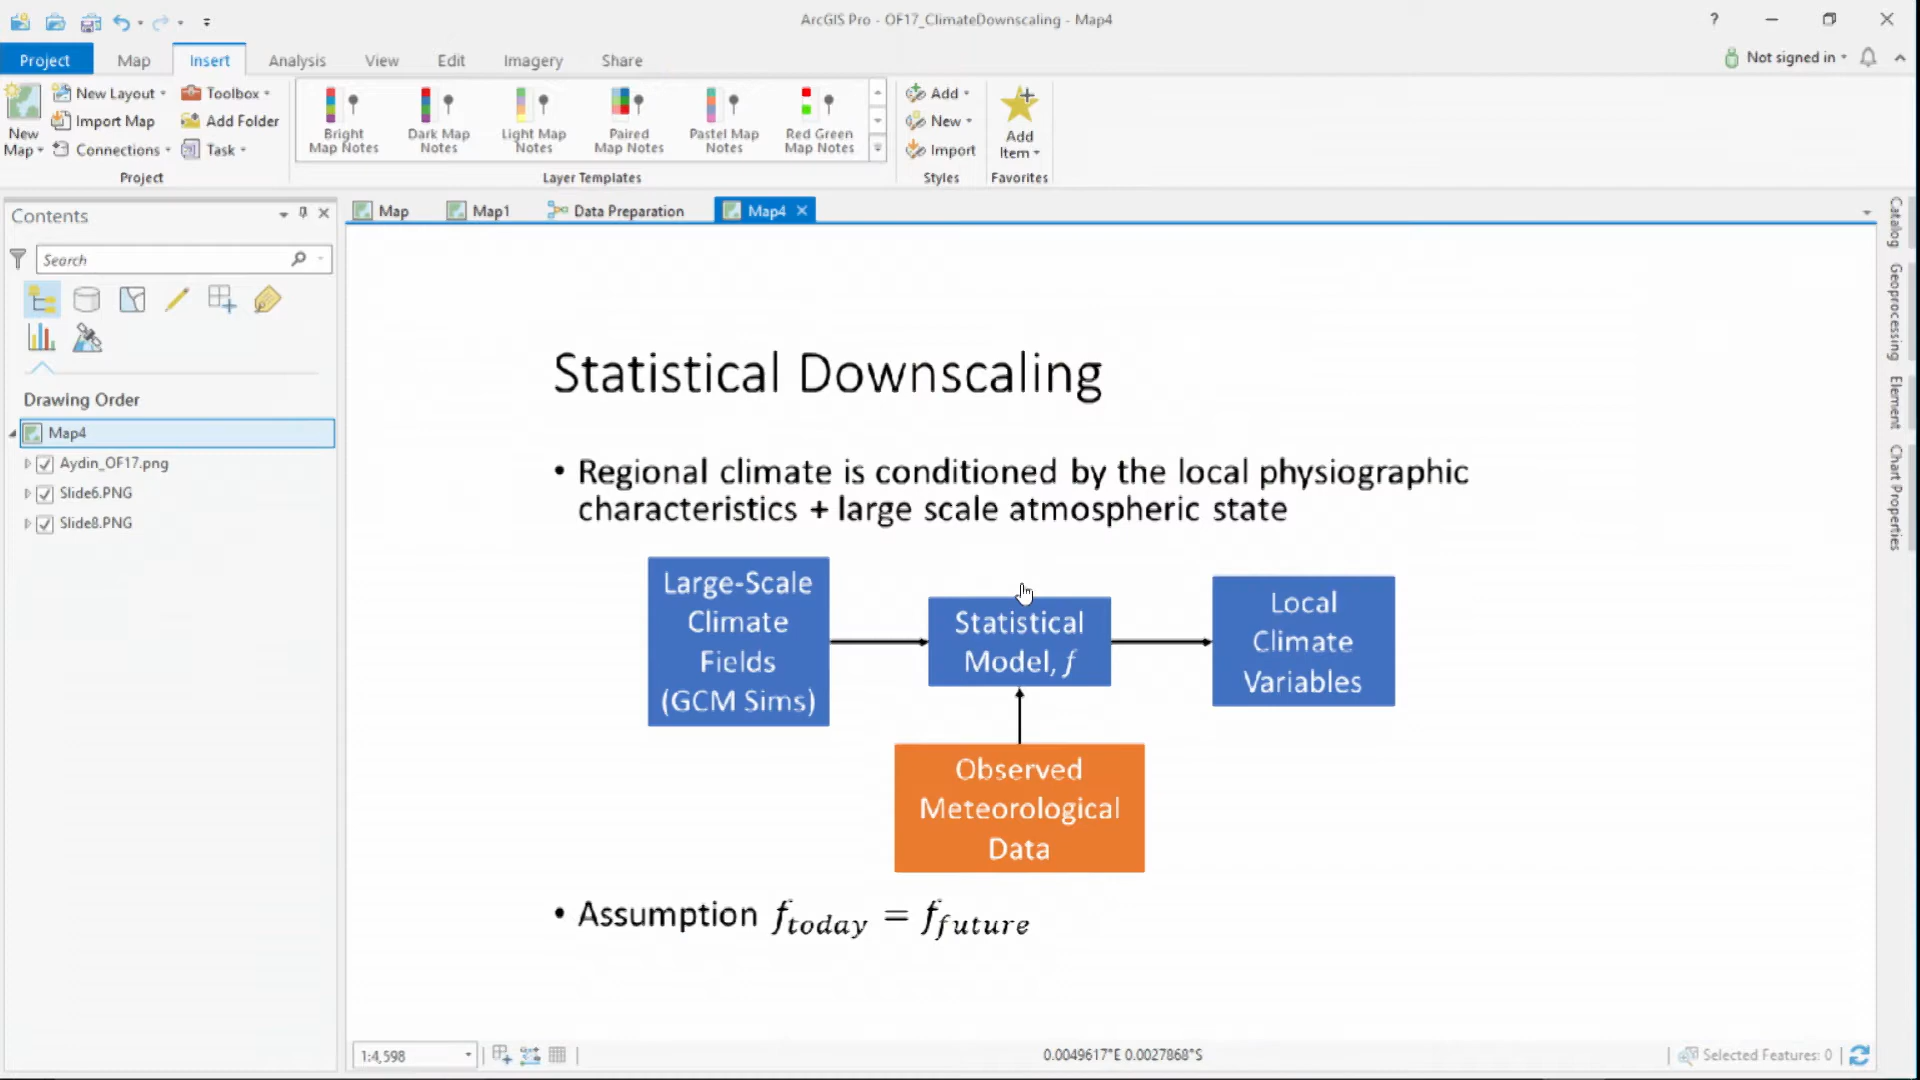 ArcGIS Pro - OF17_ClimateDownscaling - Map4
?
Project Map Insert Analysis View Edit Imagery Share
Not signed in
New Map
New Layout
Import Map
Connections
Toolbox
Add Folder
Task
Project
Bright Map Notes
Dark Map Notes
Light Map Notes
Paired Map Notes
Pastel Map Notes
Red Green Map Notes
Layer Templates
Add
New
Import
Styles
Add Item
Favorites
Contents
Search
Drawing Order
Map4
Aydin_OF17.png
Slide6.PNG
Slide8.PNG
Map Map1 Data Preparation Map4
Statistical Downscaling
• Regional climate is conditioned by the local physiographic
characteristics + large scale atmospheric state
Large-Scale
Climate
Fields
(GCM Sims)
Statistical
Model, f
Local
Climate
Variables
Observed
Meteorological
Data
• Assumption f_today = f_future
1:4,598
0.0049617°E 0.0027868°S
Selected Features: 0
Catalog
Geoprocessing
Element
Chart Properties